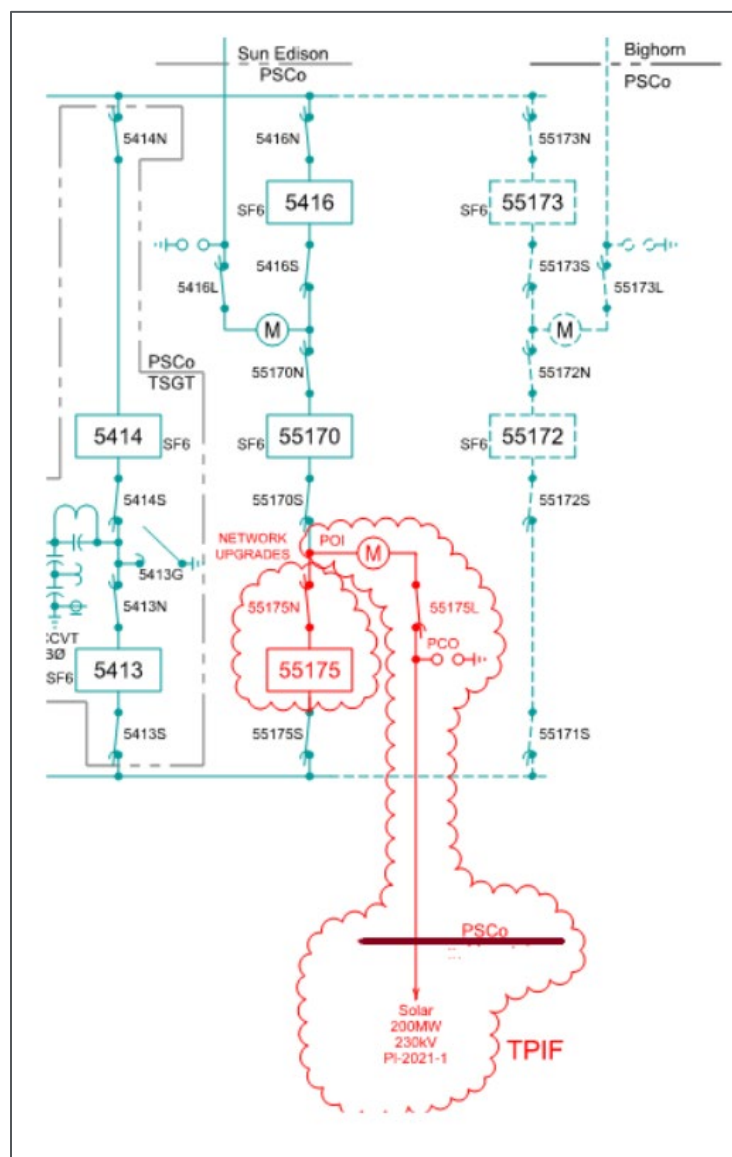 Sun Edison
PSCo
Bighorn
PSCo
5414N
5416N
55173N
SF6
5416
SF6
55173
5416L
5416S
55173S
55173L
M
M
PSCo
TSGT
55170N
55172N
5414
SF6
SF6
55170
SF6
55172
5414S
55170S
55172S
NETWORK
UPGRADES
POI
M
5413G
5413N
55175N
55175L
CCVT
BØ
SF6
5413
55175
PCO
5413S
55175S
55171S
PSCo
Solar
200MW
230kV
PI-2021-1
TPIF